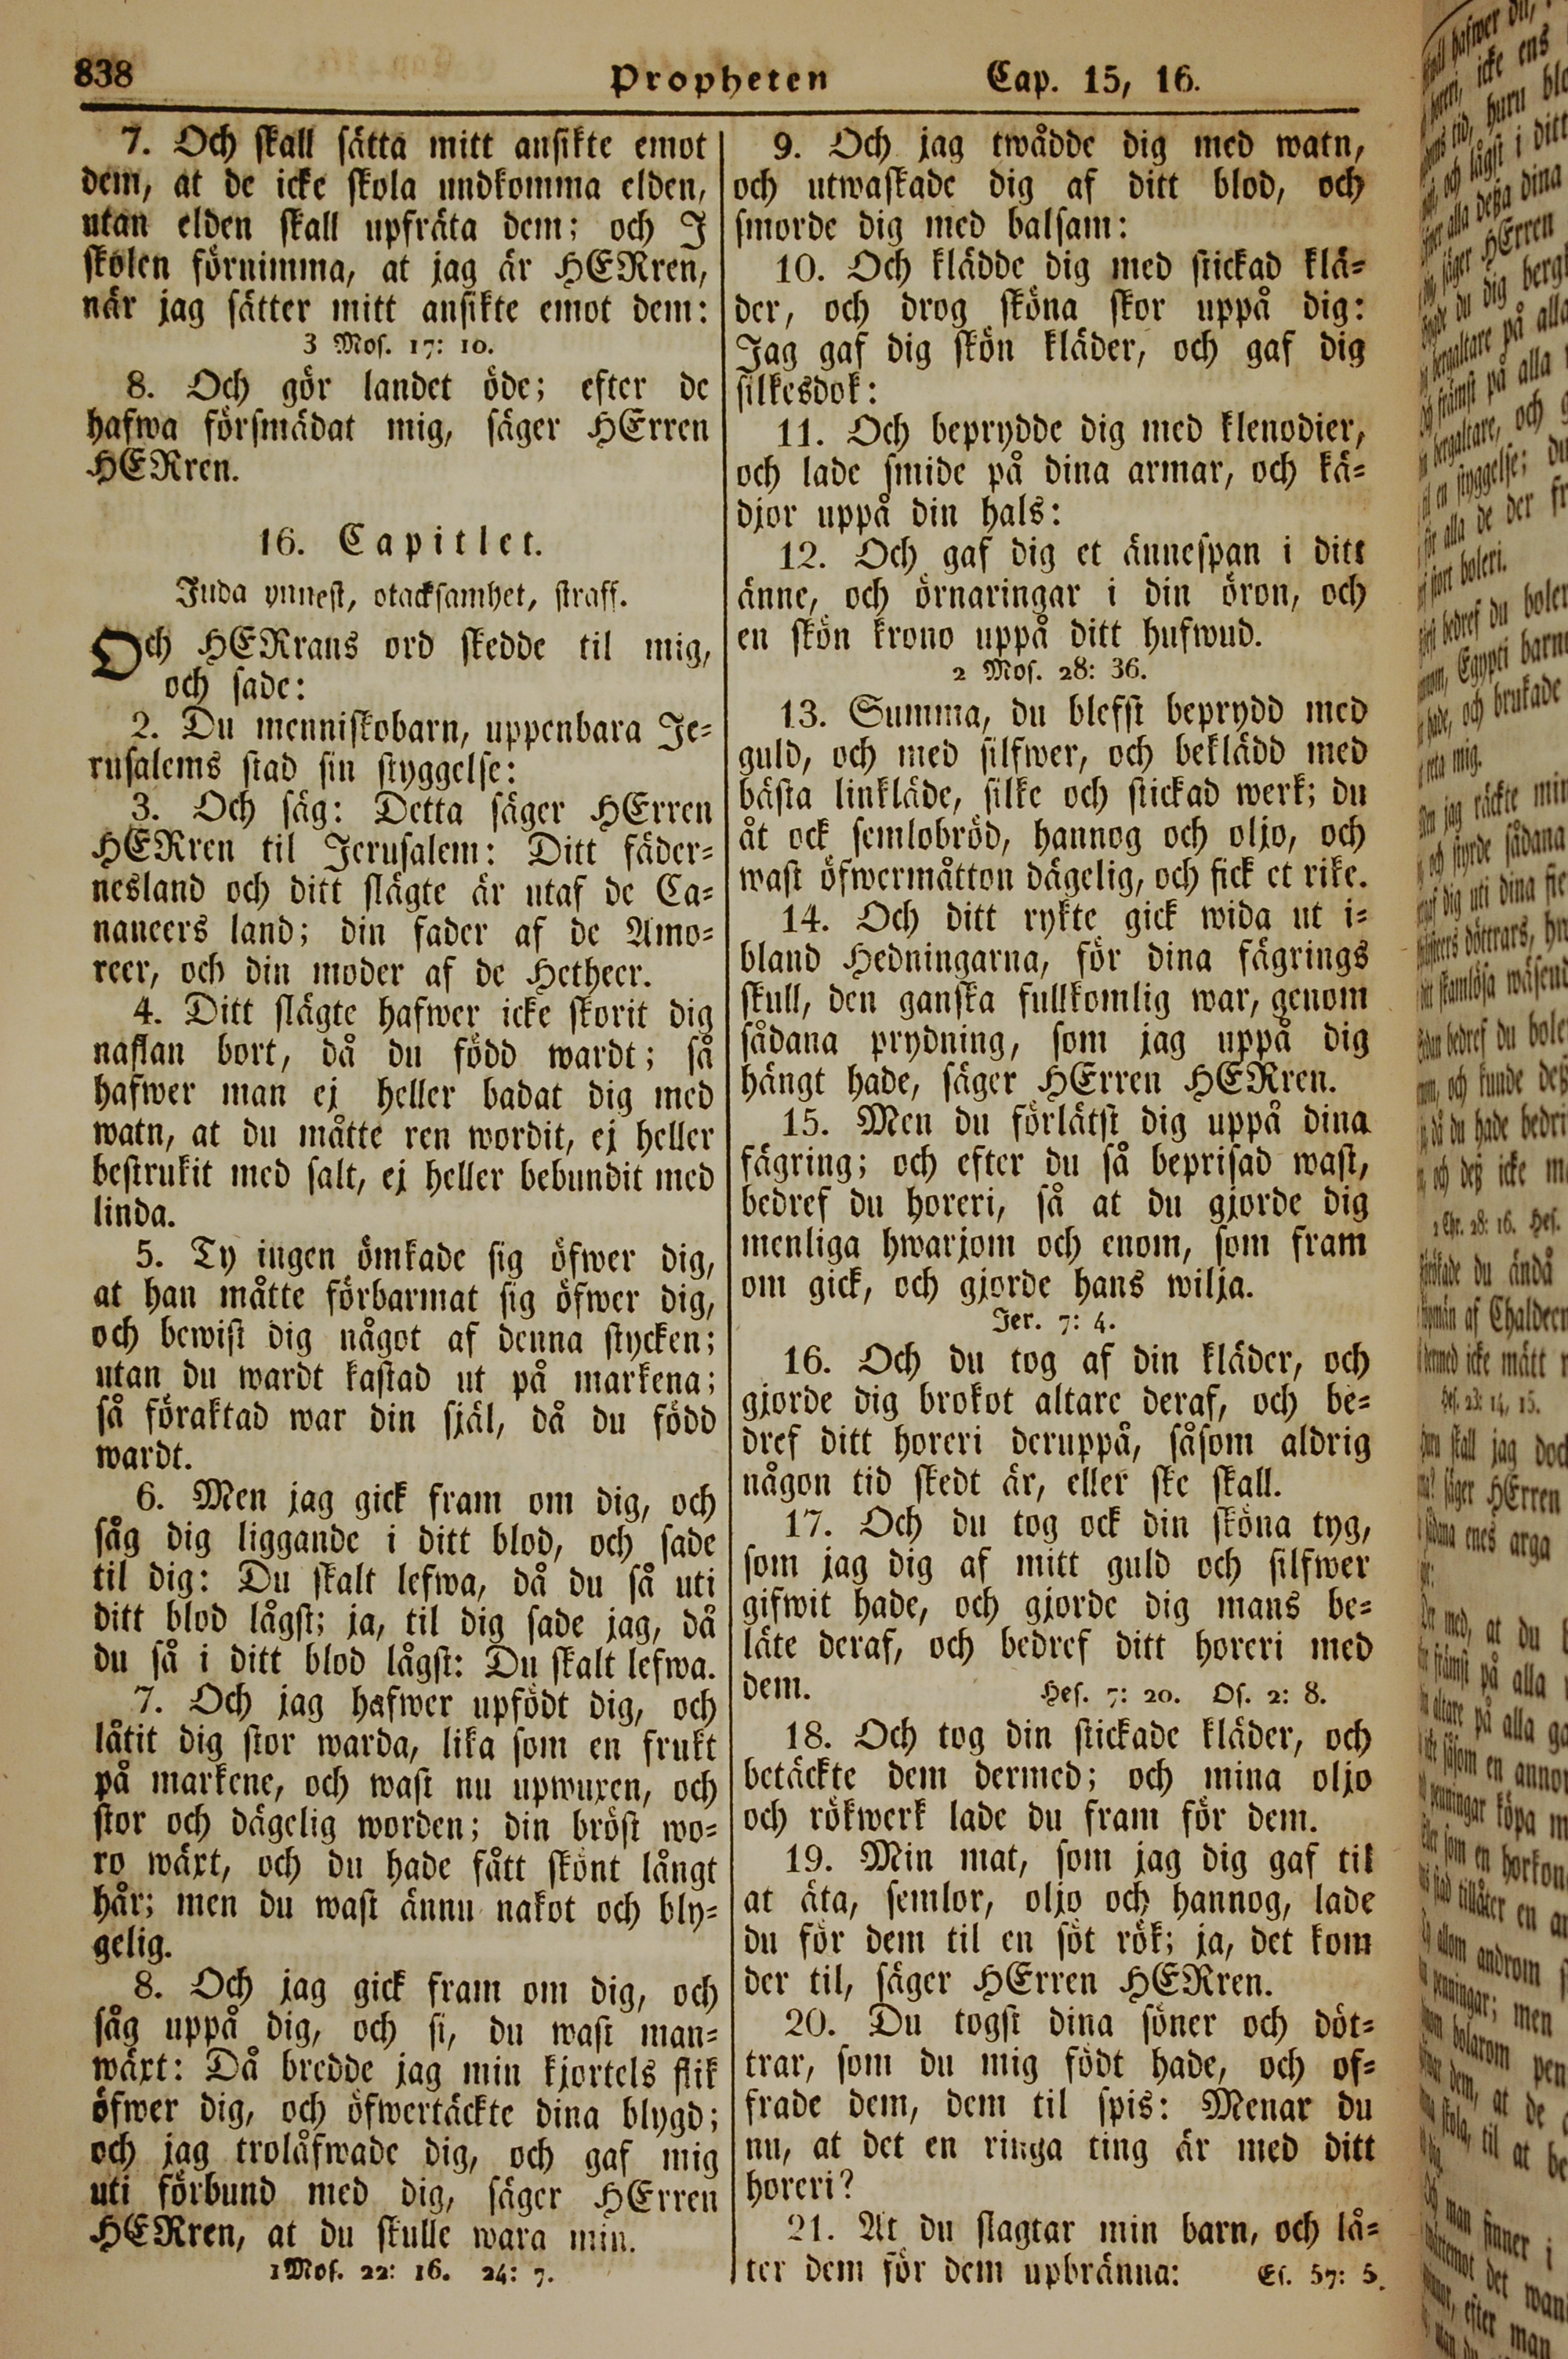 838 Propheten Cap. 15, 16.
7. Och skall sätta mitt ansikte emot
dem, at de icke skola undkomma elden,
utan elden skall upfräta dem; och I
skolen förnimma, at jag är HERren,
när jag sätter mitt ansikte emot dem:
3 Mos. 17: 10.
8. Och gör landet öde; efter de
hafwa försmädat mig, säger HErren
HERren.
16. Capitlet.
Juda ynnest, otacksamhet, straff.
Och HERrans ord skedde til mig,
och sade:
2. Du menniskobarn, uppenbara Je-
rusalems stad sin styggelse:
3. Och säg: Detta säger HErren
HERren til Jerusalem: Ditt fäder-
nesland och ditt slägte är utaf de Ca-
naneers land; din fader af de Amo-
reer, och din moder af de Hetheer.
4. Ditt slägte hafwer icke skorit dig
naflan bort, då du född wardt; så
hafwer man ej heller badat dig med
watn, at du måtte ren wordit, ej heller
bestrukit med salt, ej heller bebundit med
linda.
5. Ty ingen ömkade sig öfwer dig,
at han måtte förbarmat sig öfwer dig,
och bewist dig något af denna stycken;
utan du wardt kastad ut på markena;
så föraktad war din själ, då du född
wardt.
6. Men jag gick fram om dig, och
såg dig liggande i ditt blod, och sade
til dig: Du skalt lefwa, då du så uti
ditt blod lågst; ja, til dig sade jag, då
du så i ditt blod lågst: Du skalt lefwa.
7. Och jag hafwer upfödt dig, och
låtit dig stor warda, lika som en frukt
på markene, och wast nu upwuxen, och
stor och dägelig worden; din bröst wo-
ro wäxt, och du hade fått skönt långt
hår; men du wast ännu nakot och bly-
gelig.
8. Och jag gick fram om dig, och
såg uppå dig, och si, du wast man-
wäxt: Då bredde jag min kjortels flik
öfwer dig, och öfwertäckte dina blygd;
och jag trolåfwade dig, och gaf mig
uti förbund med dig, säger HErren
HERren, at du skulle wara min.
1 Mos. 22: 16. 24: 7.
9. Och jag twådde dig med watn,
och utwaskade dig af ditt blod, och
smorde dig med balsam:
10. Och klädde dig med stickad klä-
der, och drog sköna skor uppå dig:
Jag gaf dig skön kläder, och gaf dig
silkesdok:
11. Och beprydde dig med klenodier,
och lade smide på dina armar, och kä-
djor uppå din hals:
12. Och gaf dig et ännespan i ditt
änne, och örnaringar i din öron, och
en skön krono uppå ditt hufwud.
2 Mos. 28: 36.
13. Summa, du blefst beprydd med
guld, och med silfwer, och beklädd med
bästa linkläde, silke och stickad werk; du
åt ock semlobröd, hannog och oljo, och
wast öfwermåtton dägelig, och fick et rike.
14. Och ditt rykte gick wida ut i-
bland Hedningarna, för dina fägrings
skull, den ganska fullkomlig war, genom
sådana prydning, som jag uppå dig
hängt hade, säger HErren HERren.
15. Men du förlätst dig uppå dina
fägring; och efter du så beprisad wast,
bedref du horeri, så at du gjorde dig
menliga hwarjom och enom, som fram
om gick, och gjorde hans wilja.
Jer. 7: 4.
16. Och du tog af din kläder, och
gjorde dig brokot altare deraf, och be-
dref ditt horeri deruppå, såsom aldrig
någon tid skedt är, eller ske skall.
17. Och du tog ock din sköna tyg,
som jag dig af mitt guld och silfwer
gifwit hade, och gjorde dig mans be-
läte deraf, och bedref ditt horeri med
dem. Hes. 7: 20. Os. 2: 8.
18. Och tog din stickade kläder, och
betäckte dem dermed; och mina oljo
och rökwerk lade du fram för dem.
19. Min mat, som jag dig gaf til
at äta, semlor, oljo och hannog, lade
du för dem til en söt rök; ja, det kom
der til, säger HErren HERren.
20. Du togst dina söner och döt-
trar, som du mig födt hade, och of-
frade dem, dem til spis: Menar du
nu, at det en ringa ting är med ditt
horeri?
21. At du slagtar min barn, och lå-
ter dem för dem upbränna: Es. 57: 5.